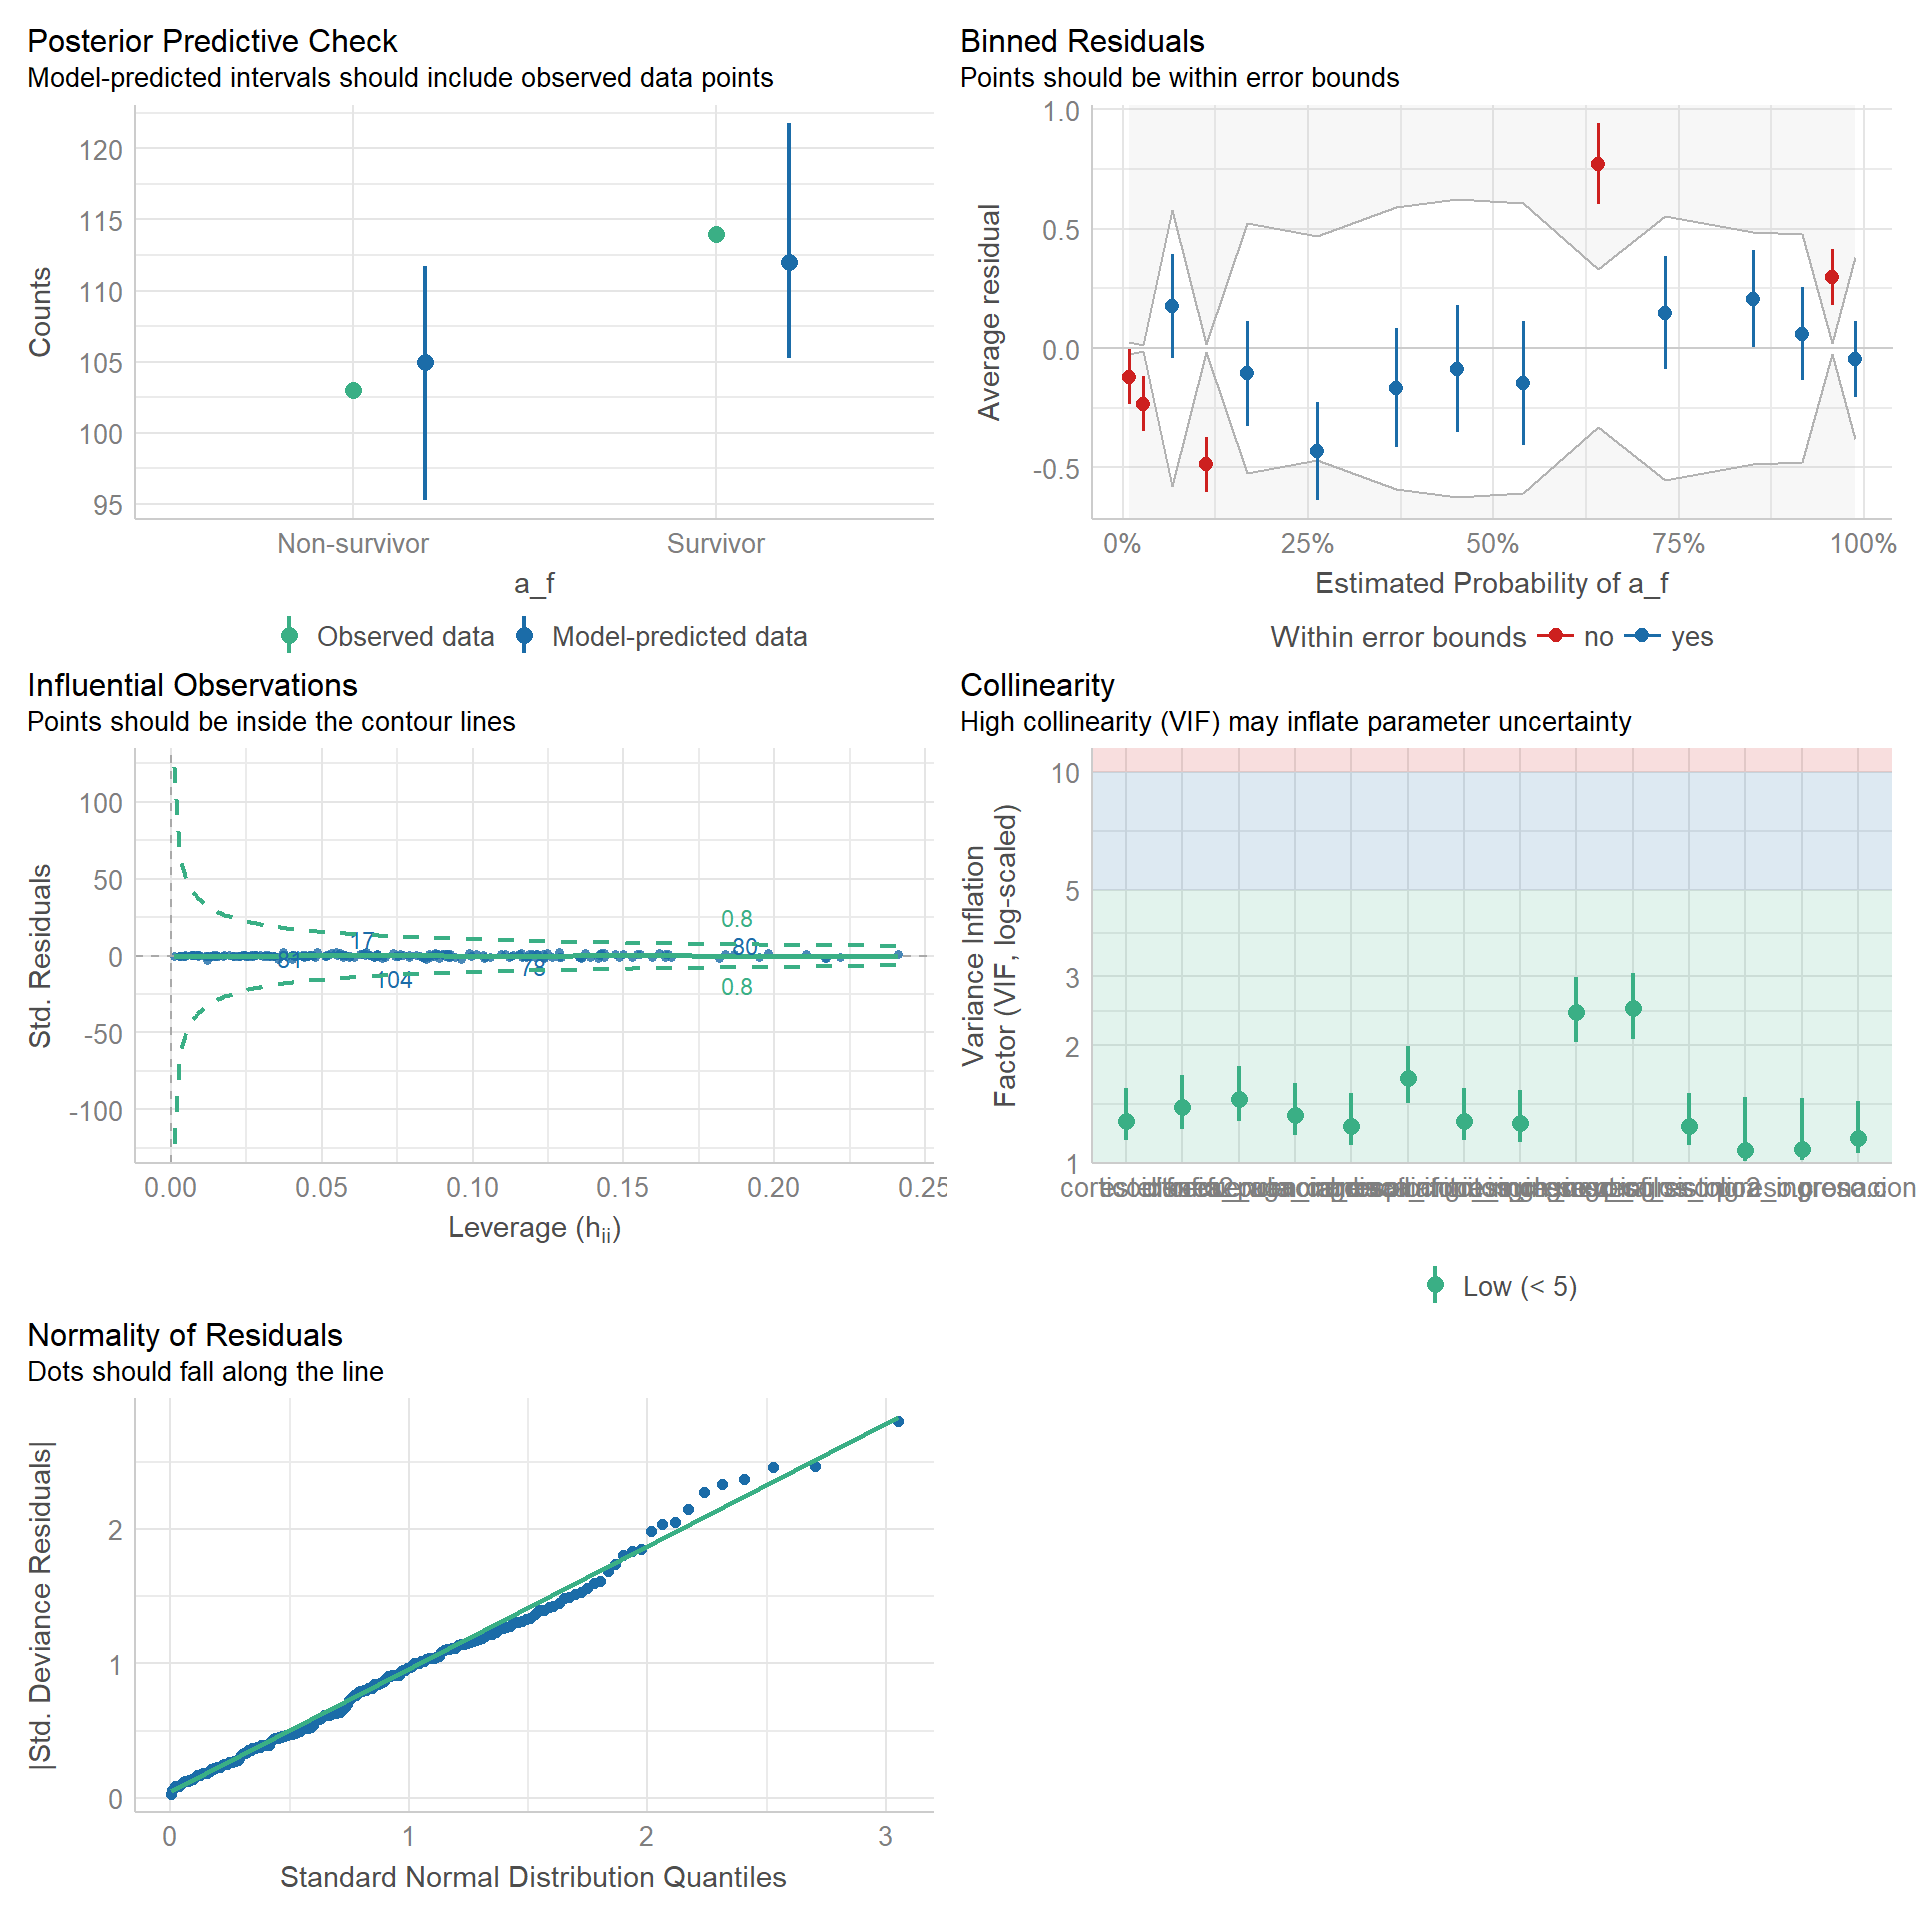 Posterior Predictive Check
Model-predicted intervals should include observed data points
Counts
120
115
110
105
100
95
Non-survivor
Survivor
a_f
Observed data
Model-predicted data
Binned Residuals
Points should be within error bounds
Average residual
1.0
0.5
0.0
-0.5
0%
25%
50%
75%
100%
Estimated Probability of a_f
Within error bounds
no
yes
Influential Observations
Points should be inside the contour lines
Std. Residuals
100
50
0
-50
-100
0.8
17
80
78
104
0.8
0.00
0.05
0.10
0.15
0.20
0.25
Leverage (hii)
Collinearity
High collinearity (VIF) may inflate parameter uncertainty
Variance Inflation
Factor (VIF, log-scaled)
10
5
3
2
1
Low (< 5)
Normality of Residuals
Dots should fall along the line
|Std. Deviance Residuals|
2
1
0
0
1
2
3
Standard Normal Distribution Quantiles